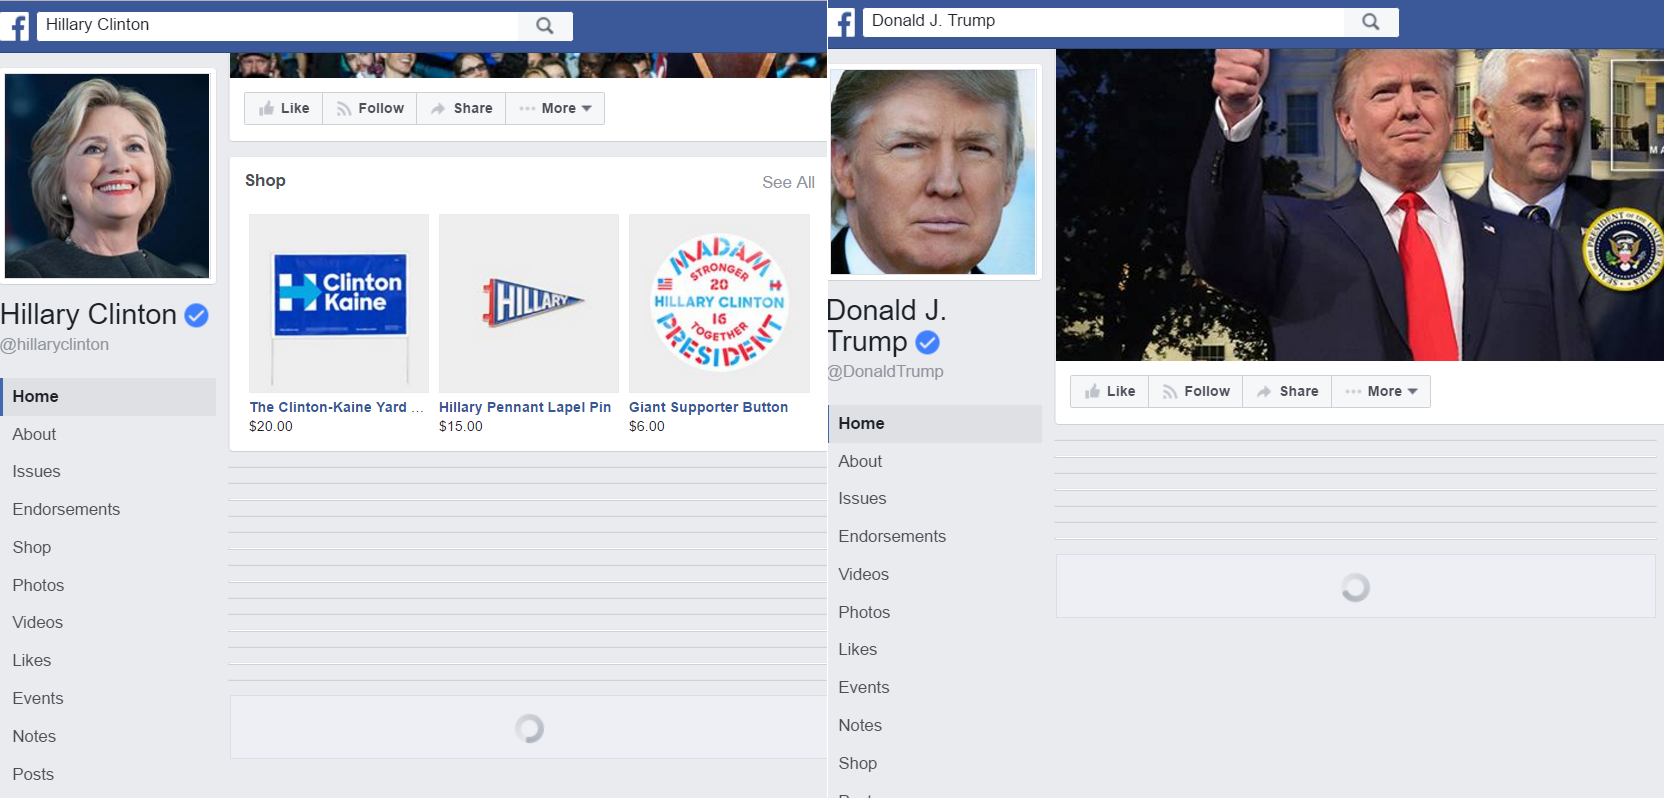 Hillary Clinton
Like
Follow
Share
More
Shop
See All
Clinton
Kaine
HILLARY
MADAM
STRONGER
20
HILLARY CLINTON
16
TOGETHER
PRESIDENT
The Clinton-Kaine Yard ...
Hillary Pennant Lapel Pin
Giant Supporter Button
$20.00
$15.00
$6.00
Hillary Clinton
@hillaryclinton
Home
About
Issues
Endorsements
Shop
Photos
Videos
Likes
Events
Notes
Posts
Donald J. Trump
MA
Like
Follow
Share
More
Donald J.
Trump
@DonaldTrump
Home
About
Issues
Endorsements
Videos
Photos
Likes
Events
Notes
Shop